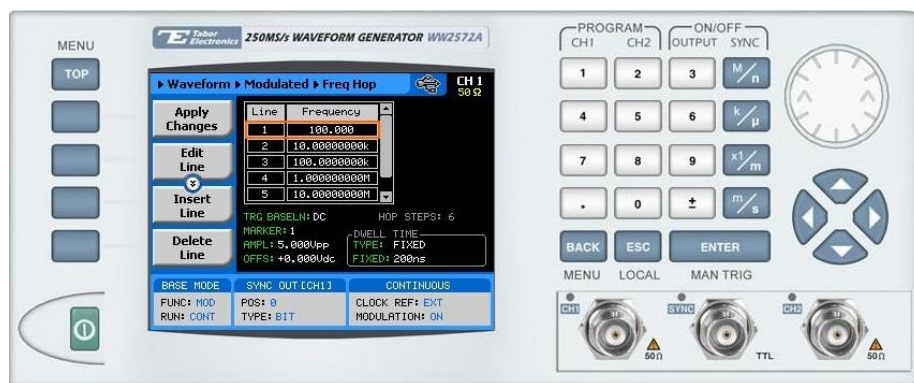 MENU
TOP
Tabor
Electronics
250MS/s WAVEFORM GENERATOR WW2572A
Waveform ▸ Modulated ▸ Freq Hop
CH 1
50 Ω
Apply
Changes
Edit
Line
Insert
Line
Delete
Line
Line Frequency
1 100.000
2 10.00000000k
3 100.0000000k
4 1.000000000M
5 10.00000000M
TRG BASELN: DC HOP STEPS: 6
MARKER: 1
AMPL: 5.000Vpp
OFFS: +0.000Vdc
DWELL TIME
TYPE: FIXED
FIXED: 200ns
BASE MODE SYNC OUT [CH1] CONTINUOUS
FUNC: MOD POS: 0 CLOCK REF: EXT
RUN: CONT TYPE: BIT MODULATION: ON
PROGRAM ON/OFF
CH1 CH2 OUTPUT SYNC
1 2 3 M/n
4 5 6 k/µ
7 8 9 x1/m
. 0 ± m/s
BACK ESC ENTER
MENU LOCAL MAN TRIG
CH1 SYNC CH2
50Ω TTL 50Ω